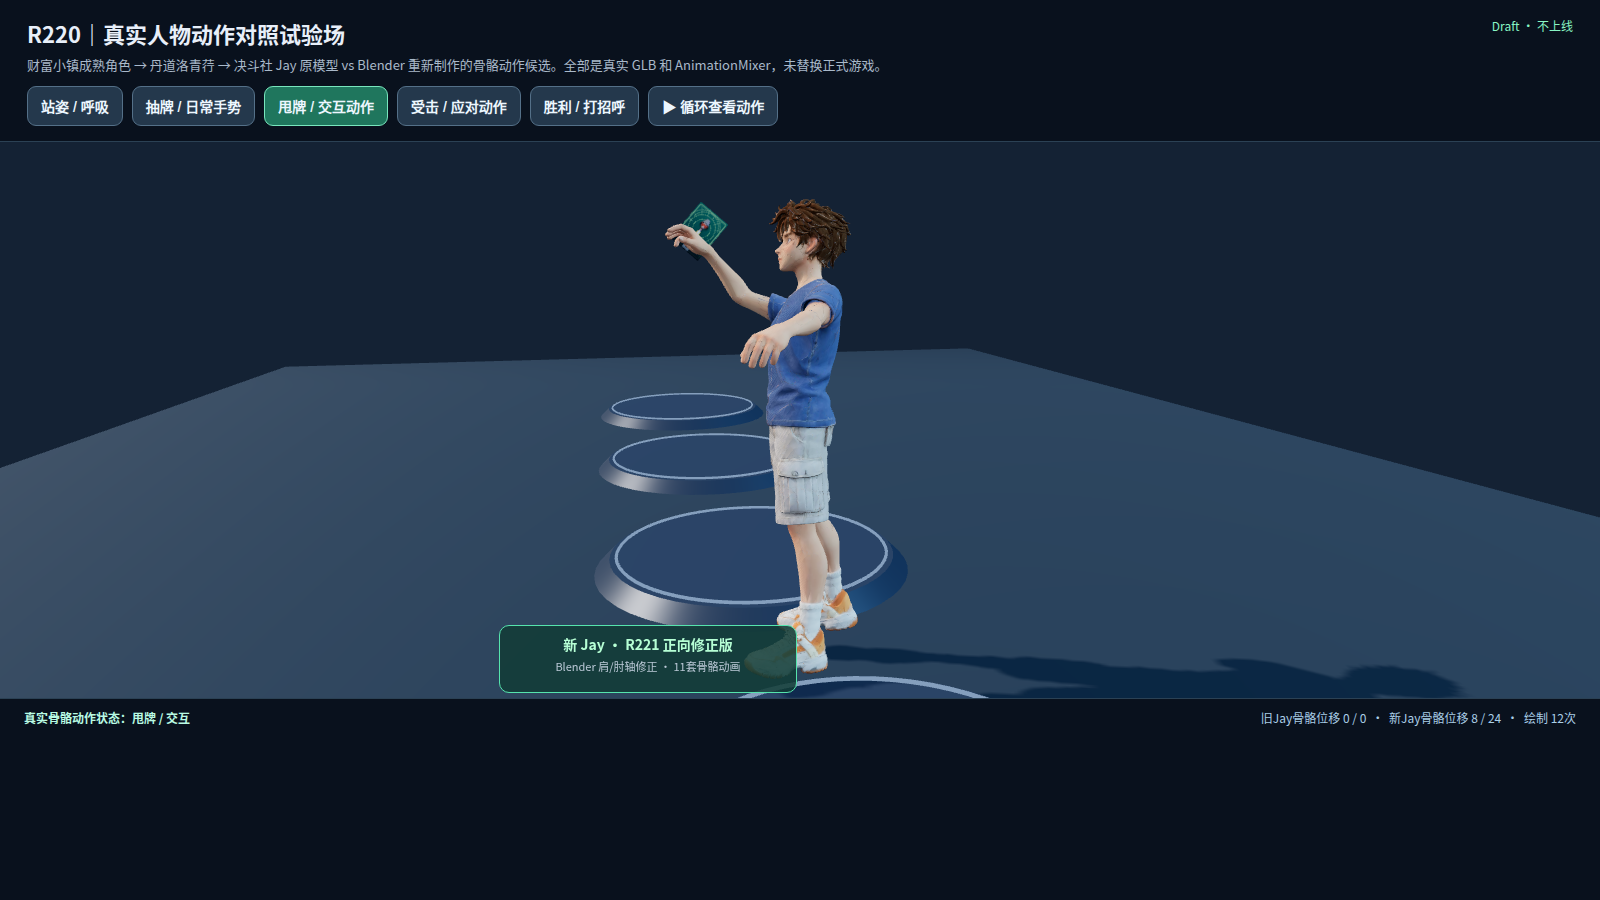 R220｜真实人物动作对照试验场
Draft · 不上线
财富小镇成熟角色 → 丹道洛青荇 → 决斗社 Jay 原模型 vs Blender 重新制作的骨骼动作候选。全部是真实 GLB 和 AnimationMixer，未替换正式游戏。
站姿 / 呼吸
抽牌 / 日常手势
甩牌 / 交互动作
受击 / 应对动作
胜利 / 打招呼
▶ 循环查看动作
新 Jay · R221 正向修正版
Blender 肩/肘轴修正 · 11套骨骼动画
真实骨骼动作状态：甩牌 / 交互
旧Jay骨骼位移 0 / 0 · 新Jay骨骼位移 8 / 24 · 绘制 12次